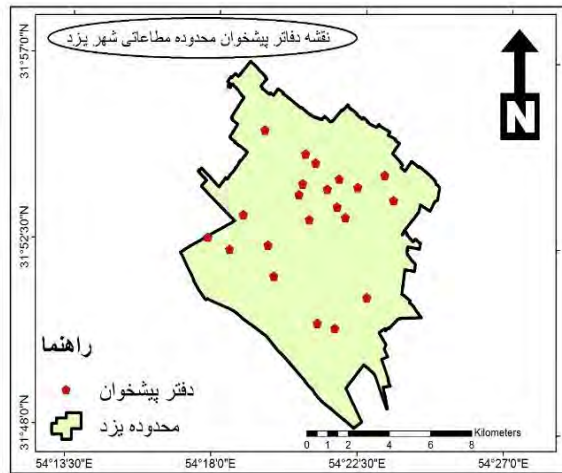 نقشه دفاتر پیشخوان محدوده مطاعاتی شهر یزد
31°57'0"N
31°52'30"N
31°48'0"N
N
راهنما
دفتر پیشخوان
محدوده یزد
Kilometers
0 1 2 4 6 8
54°13'30"E 54°18'0"E 54°22'30"E 54°27'0"E